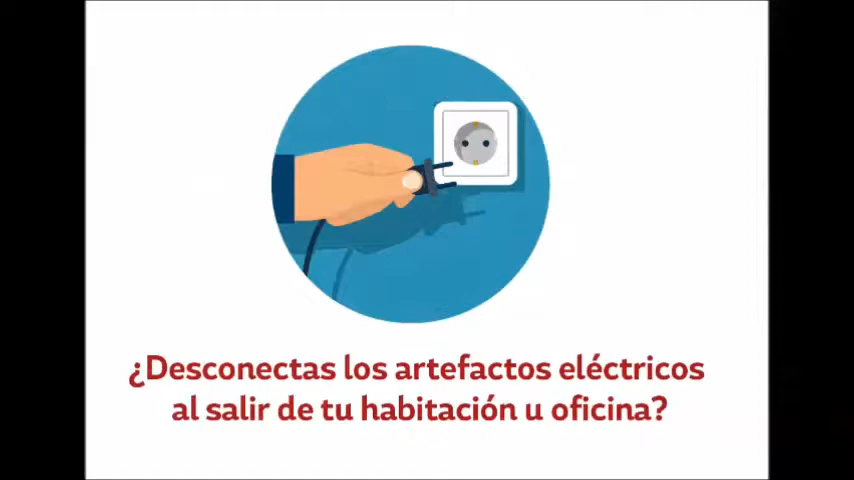 ¿Desconectas los artefactos eléctricos
al salir de tu habitación u oficina?